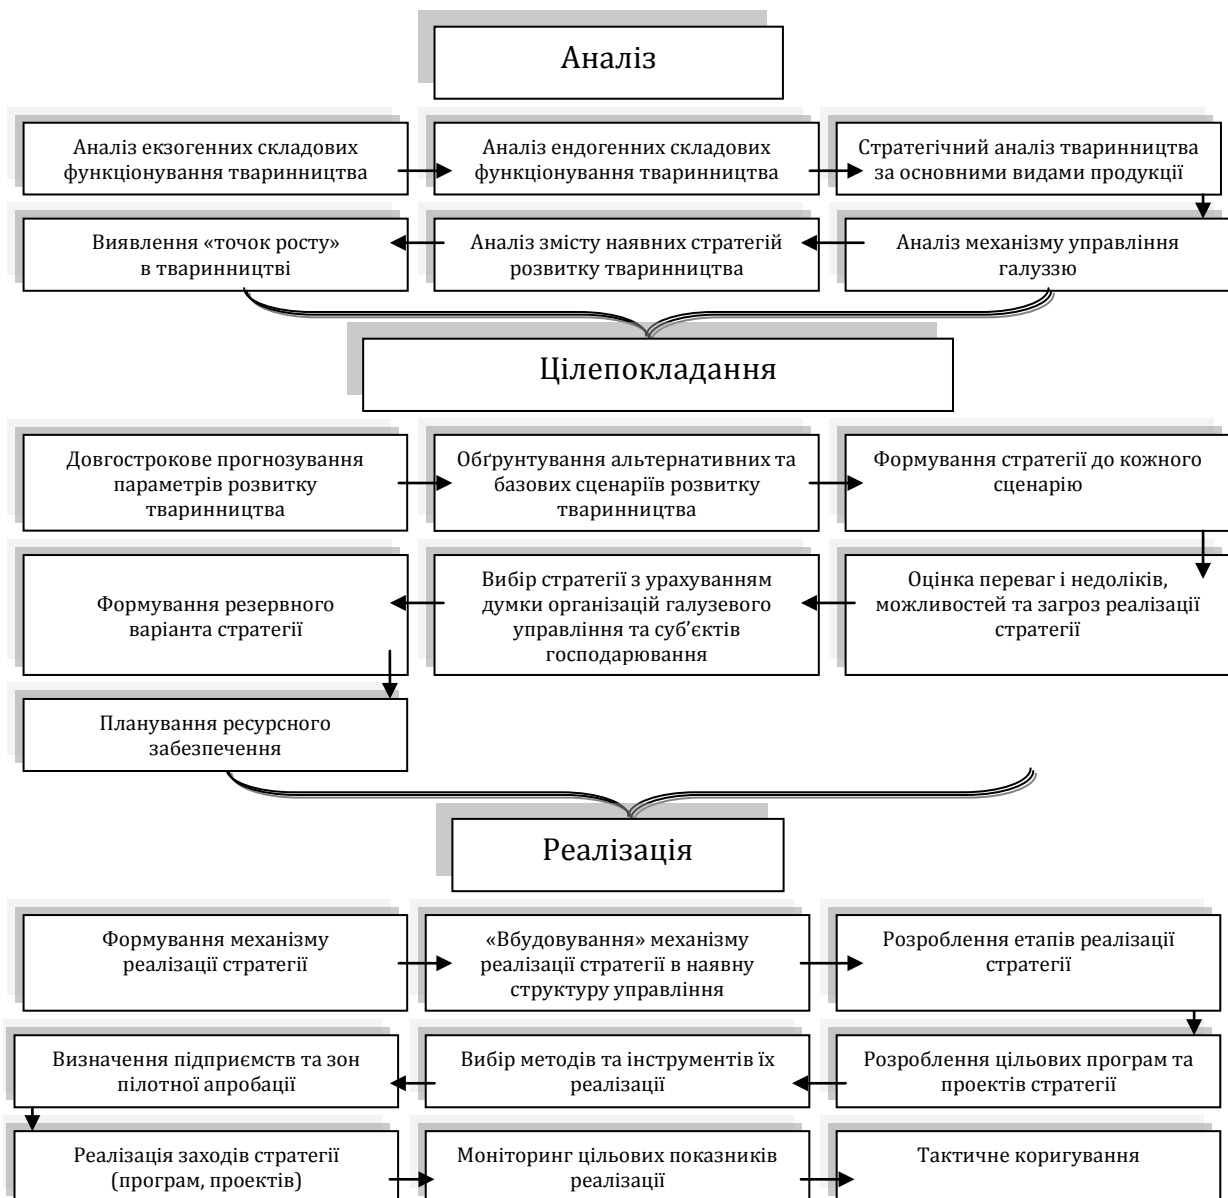 Аналіз
Аналіз екзогенних складових
функціонування тваринництва
Аналіз ендогенних складових
функціонування тваринництва
Стратегічний аналіз тваринництва
за основними видами продукції
Виявлення «точок росту»
в тваринництві
Аналіз змісту наявних стратегій
розвитку тваринництва
Аналіз механізму управління
галуззю
Цілепокладання
Довгострокове прогнозування
параметрів розвитку
тваринництва
Обґрунтування альтернативних та
базових сценаріїв розвитку
тваринництва
Формування стратегії до кожного
сценарію
Формування резервного
варіанта стратегії
Вибір стратегії з урахуванням
думки організацій галузевого
управління та суб’єктів
господарювання
Оцінка переваг і недоліків,
можливостей та загроз реалізації
стратегії
Планування ресурсного
забезпечення
Реалізація
Формування механізму
реалізації стратегії
«Вбудовування» механізму
реалізації стратегії в наявну
структуру управління
Розроблення етапів реалізації
стратегії
Визначення підприємств та зон
пілотної апробації
Вибір методів та інструментів їх
реалізації
Розроблення цільових програм та
проектів стратегії
Реалізація заходів стратегії
(програм, проектів)
Моніторинг цільових показників
реалізації
Тактичне коригування